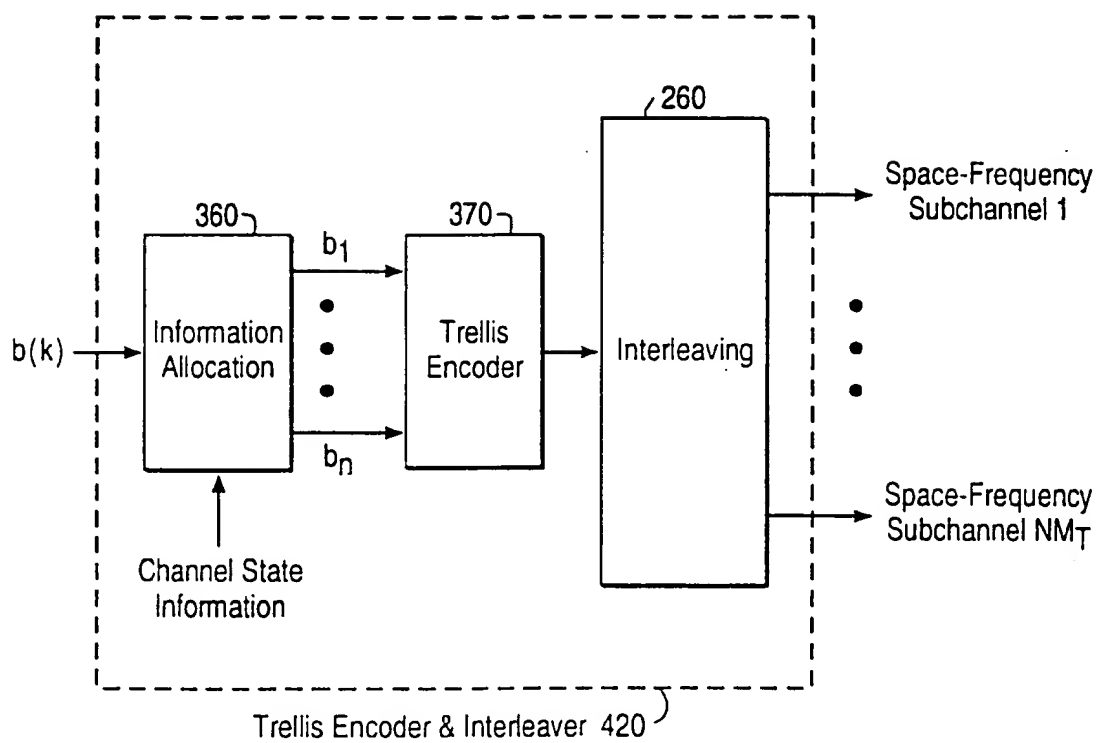 260
Space-Frequency
Subchannel 1
360
370
b1
b(k)
Information
Allocation
Trellis
Encoder
Interleaving
bn
Space-Frequency
Subchannel NMT
Channel State
Information
Trellis Encoder & Interleaver 420